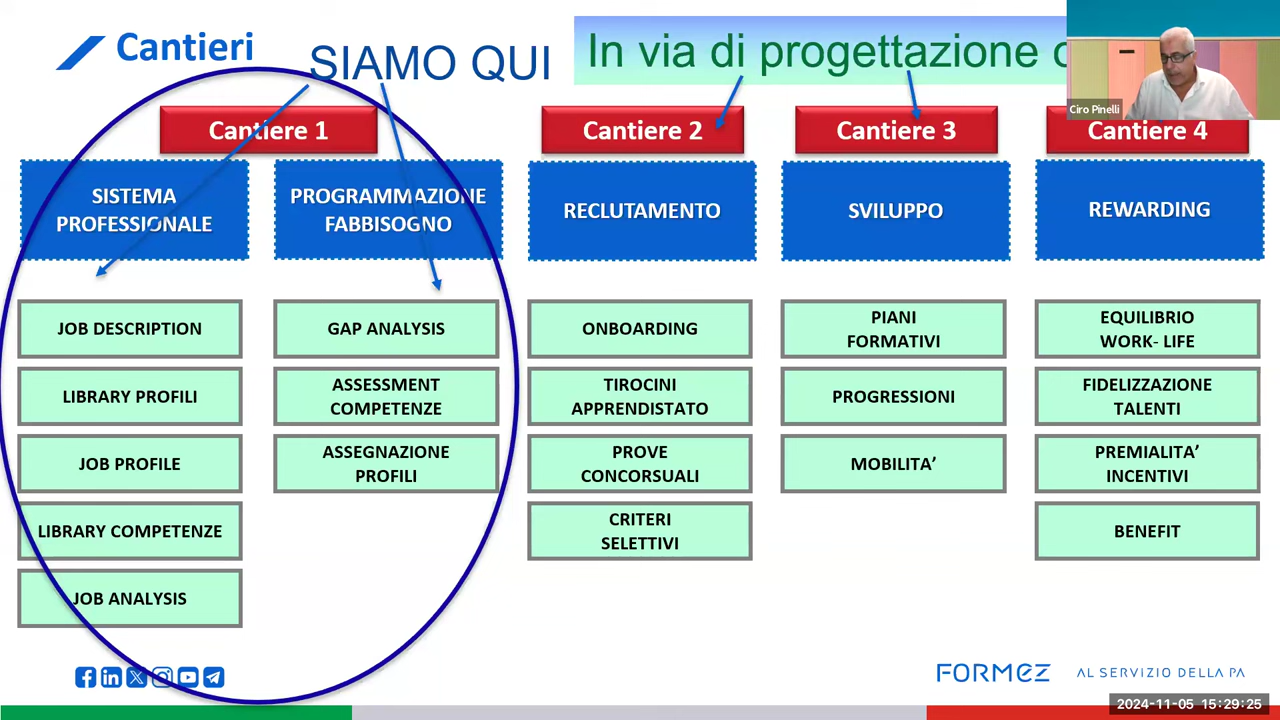 Cantieri
SIAMO QUI
In via di progettazione
Ciro Pinelli
Cantiere 1
Cantiere 2
Cantiere 3
Cantiere 4
SISTEMA
PROFESSIONALE
PROGRAMMAZIONE
FABBISOGNO
RECLUTAMENTO
SVILUPPO
REWARDING
JOB DESCRIPTION
LIBRARY PROFILI
JOB PROFILE
LIBRARY COMPETENZE
JOB ANALYSIS
GAP ANALYSIS
ASSESSMENT
COMPETENZE
ASSEGNAZIONE
PROFILI
ONBOARDING
TIROCINI
APPRENDISTATO
PROVE
CONCORSUALI
CRITERI
SELETTIVI
PIANI
FORMATIVI
PROGRESSIONI
MOBILITA’
EQUILIBRIO
WORK- LIFE
FIDELIZZAZIONE
TALENTI
PREMIALITA’
INCENTIVI
BENEFIT
FORMEZ AL SERVIZIO DELLA PA
2024-11-05 15:29:25